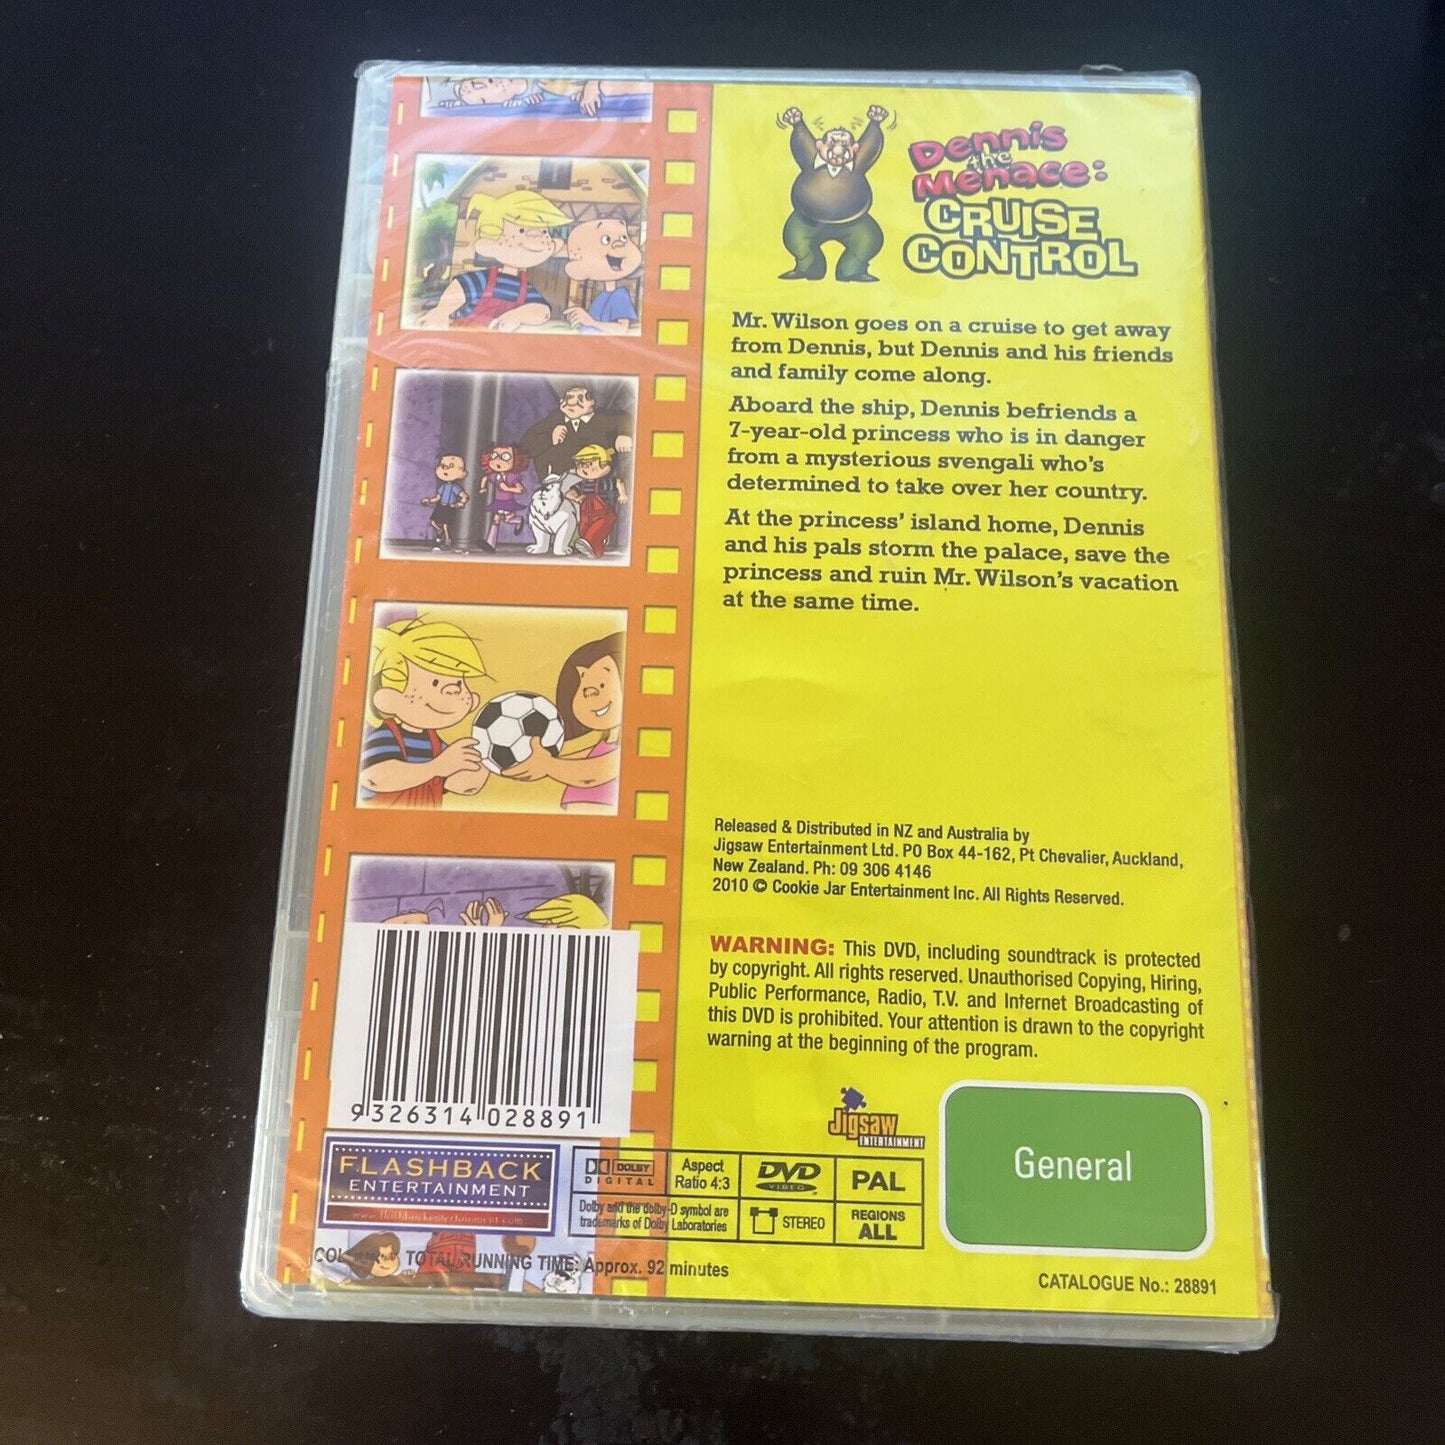 Dennis
the
Menace:
CRUISE
CONTROL
Mr. Wilson goes on a cruise to get away
from Dennis, but Dennis and his friends
and family come along.
Aboard the ship, Dennis befriends a
7-year-old princess who is in danger
from a mysterious svengali who's
determined to take over her country.
At the princess' island home, Dennis
and his pals storm the palace, save the
princess and ruin Mr. Wilson's vacation
at the same time.
Released & Distributed in NZ and Australia by
Jigsaw Entertainment Ltd. PO Box 44-162, Pt Chevalier, Auckland,
New Zealand. Ph: 09 306 4146
2010 © Cookie Jar Entertainment Inc. All Rights Reserved.
WARNING: This DVD, including soundtrack is protected
by copyright. All rights reserved. Unauthorised Copying, Hiring,
Public Performance, Radio, T.V. and Internet Broadcasting of
this DVD is prohibited. Your attention is drawn to the copyright
warning at the beginning of the program.
9 326314 028891
Jigsaw
ENTERTAINMENT
General
FLASHBACK
ENTERTAINMENT
www.flashbackentertainment.com
DOLBY
DIGITAL
Aspect
Ratio 4:3
DVD
VIDEO
PAL
Dolby and the dolby-D symbol are
trademarks of Dolby Laboratories
STEREO
REGIONS
ALL
TOTAL RUNNING TIME: Approx. 92 minutes
CATALOGUE No.: 28891